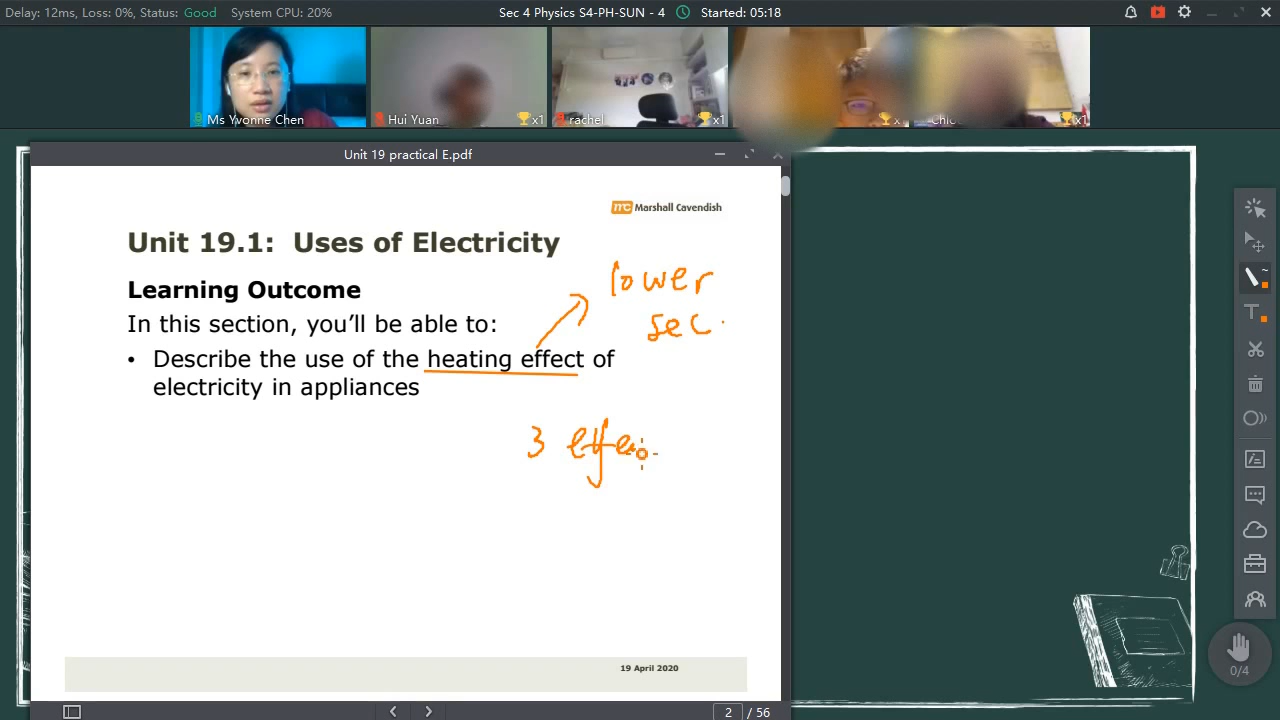 Delay: 12ms, Loss: 0%, Status: Good System CPU: 20%
Sec 4 Physics S4-PH-SUN - 4 Started: 05:18
Ms Yvonne Chen
Hui Yuan
x1
rachel
x1
x1
Unit 19 practical E.pdf
mc Marshall Cavendish
Unit 19.1: Uses of Electricity
lower
sec.
Learning Outcome
In this section, you'll be able to:
• Describe the use of the heating effect of
electricity in appliances
3 effe
19 April 2020
2 / 56
T
0/4